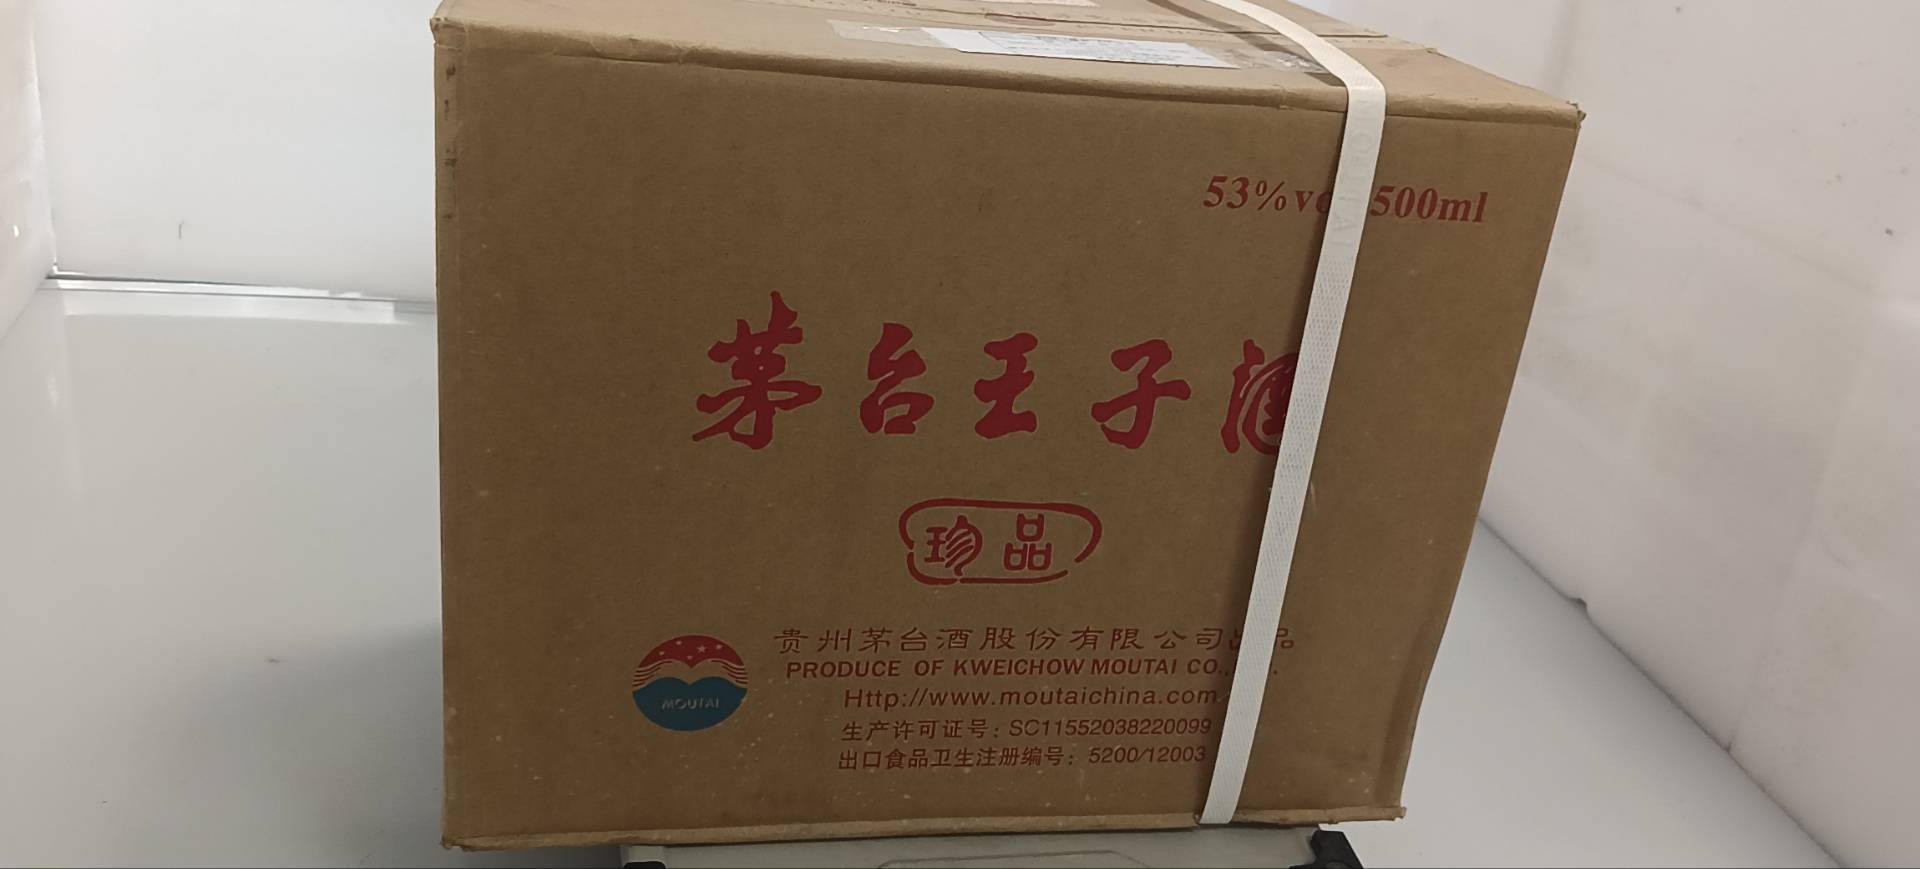 53%vo 500ml
茅台王子酒
珍品
贵州茅台酒股份有限公司出品
PRODUCE OF KWEICHOW MOUTAI CO.,
Http://www.moutaichina.com
MOUTAI
生产许可证号：SC11552038220099
出口食品卫生注册编号：5200/12003